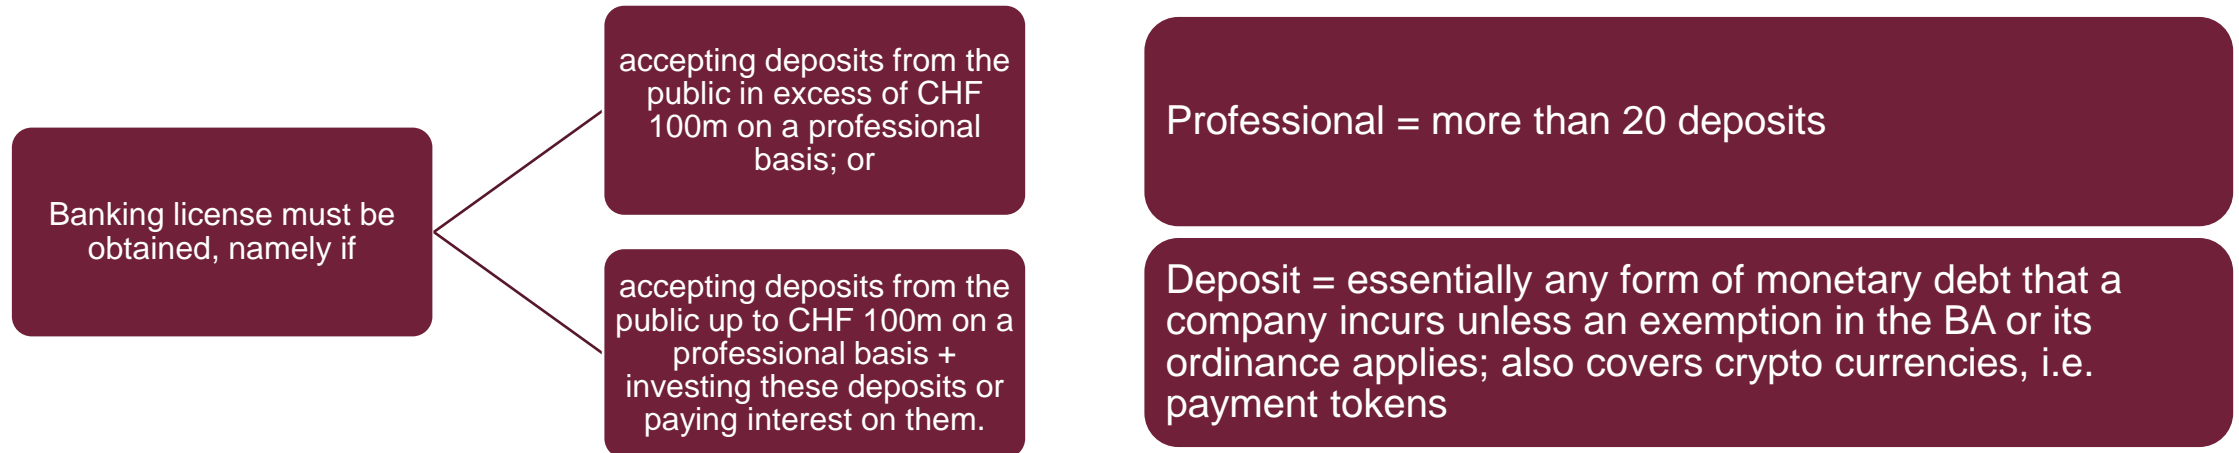 Banking license must be
obtained, namely if
accepting deposits from the
public in excess of CHF
100m on a professional
basis; or
accepting deposits from the
public up to CHF 100m on a
professional basis +
investing these deposits or
paying interest on them.
Professional = more than 20 deposits
Deposit = essentially any form of monetary debt that a
company incurs unless an exemption in the BA or its
ordinance applies; also covers crypto currencies, i.e.
payment tokens